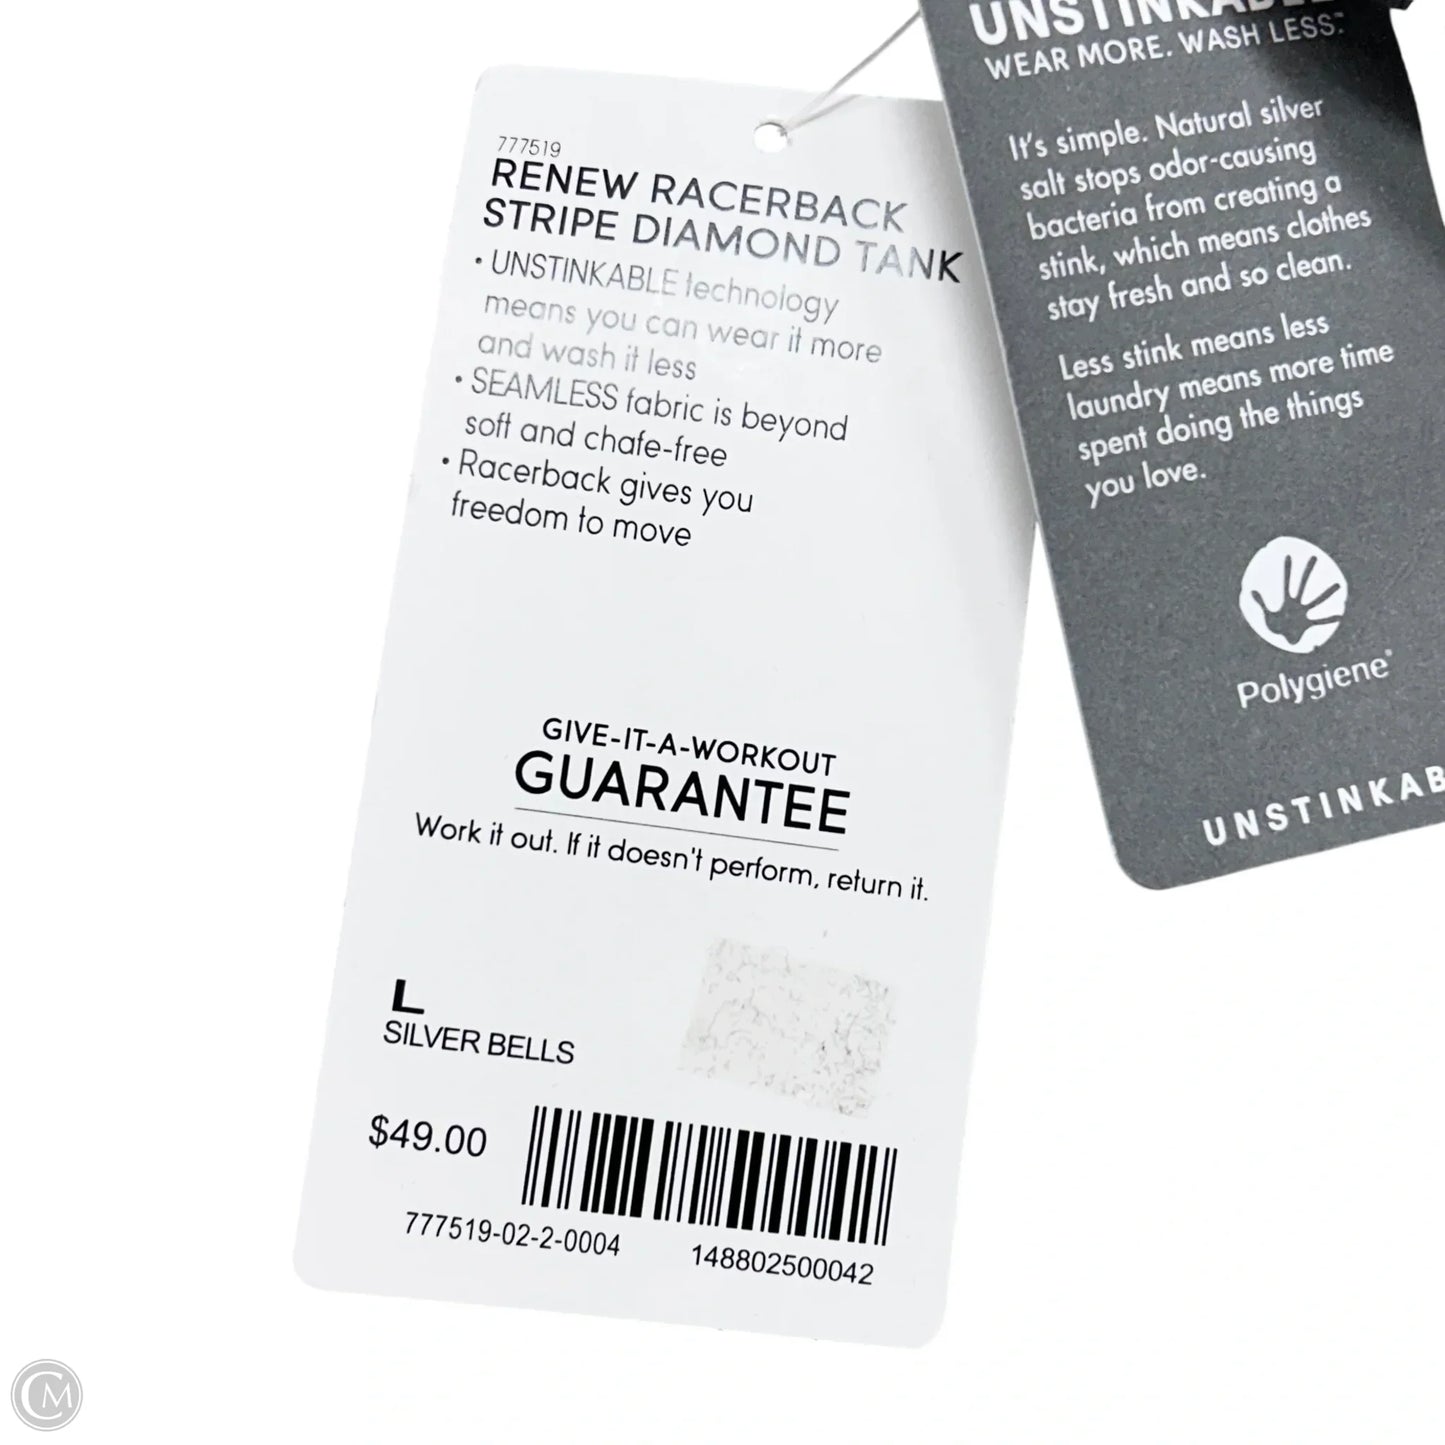 777519
RENEW RACERBACK
STRIPE DIAMOND TANK
• UNSTINKABLE technology
means you can wear it more
and wash it less
• SEAMLESS fabric is beyond
soft and chafe-free
• Racerback gives you
freedom to move
GIVE-IT-A-WORKOUT
GUARANTEE
Work it out. If it doesn't perform, return it.
L
SILVER BELLS
$49.00
777519-02-2-0004
148802500042
UNSTINKABLE
WEAR MORE. WASH LESS.™
It's simple. Natural silver
salt stops odor-causing
bacteria from creating a
stink, which means clothes
stay fresh and so clean.
Less stink means less
laundry means more time
spent doing the things
you love.
Polygiene®
UNSTINKAB
CM